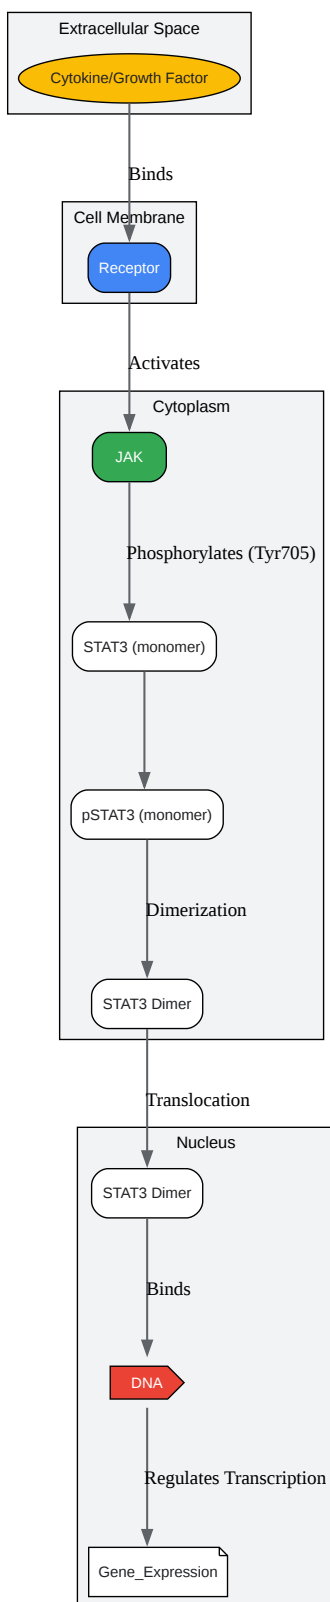 Extracellular Space
Cytokine/Growth Factor
Binds
Cell Membrane
Receptor
Activates
Cytoplasm
JAK
Phosphorylates (Tyr705)
STAT3 (monomer)
pSTAT3 (monomer)
Dimerization
STAT3 Dimer
Translocation
Nucleus
STAT3 Dimer
Binds
DNA
Regulates Transcription
Gene_Expression